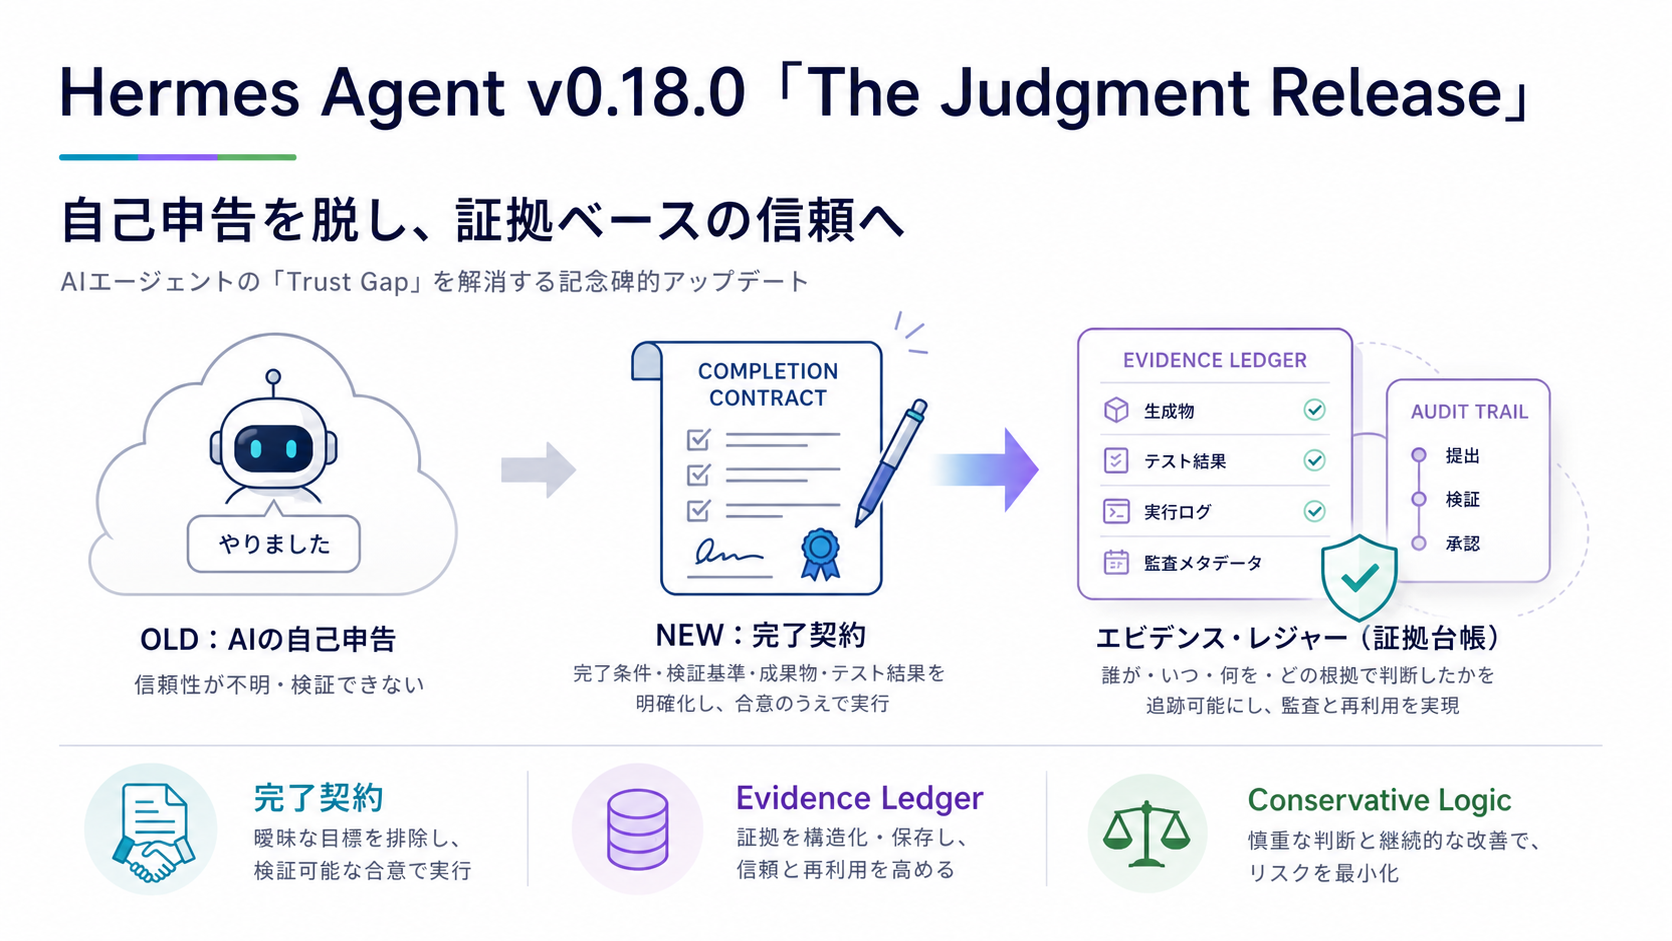 Hermes Agent v0.18.0「The Judgment Release」
自己申告を脱し、証拠ベースの信頼へ
AIエージェントの「Trust Gap」を解消する記念碑的アップデート
やりました
OLD：AIの自己申告
信頼性が不明・検証できない
COMPLETION
CONTRACT
NEW：完了契約
完了条件・検証基準・成果物・テスト結果を
明確化し、合意のうえで実行
EVIDENCE LEDGER
生成物
テスト結果
実行ログ
監査メタデータ
AUDIT TRAIL
提出
検証
承認
エビデンス・レジャー（証拠台帳）
誰が・いつ・何を・どの根拠で判断したかを
追跡可能にし、監査と再利用を実現
完了契約
曖昧な目標を排除し、
検証可能な合意で実行
Evidence Ledger
証拠を構造化・保存し、
信頼と再利用を高める
Conservative Logic
慎重な判断と継続的な改善で、
リスクを最小化